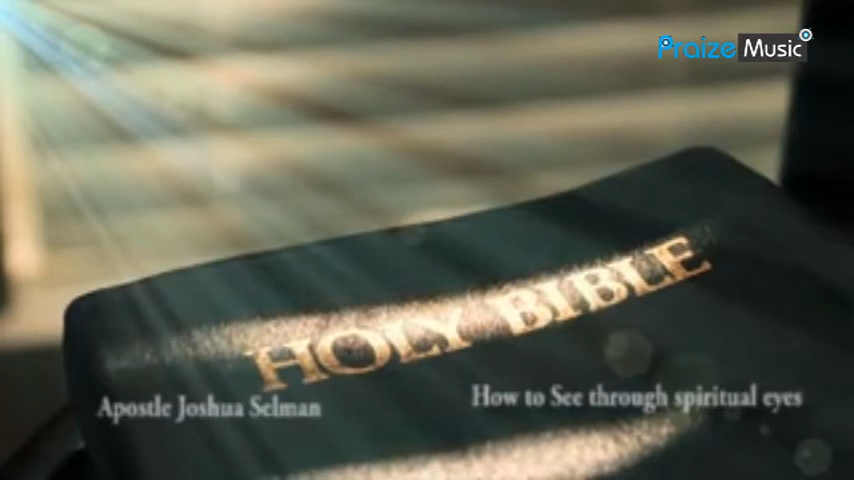 Praize Music
HOLY BIBLE
Apostle Joshua Selman
How to See through spiritual eyes